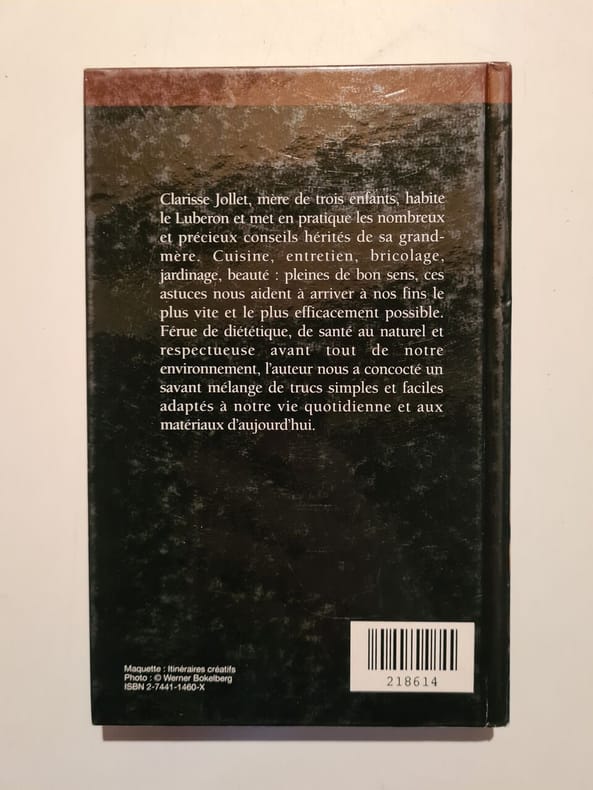 Clarisse Jollet, mère de trois enfants, habite
le Luberon et met en pratique les nombreux
et précieux conseils hérités de sa grand-
mère. Cuisine, entretien, bricolage,
jardinage, beauté : pleines de bon sens, ces
astuces nous aident à arriver à nos fins le
plus vite et le plus efficacement possible.
Férue de diététique, de santé au naturel et
respectueuse avant tout de notre
environnement, l'auteur nous a concocté un
savant mélange de trucs simples et faciles
adaptés à notre vie quotidienne et aux
matériaux d'aujourd'hui.
Maquette : Itinéraires créatifs
Photo : © Werner Bokelberg
ISBN 2-7441-1460-X
218614